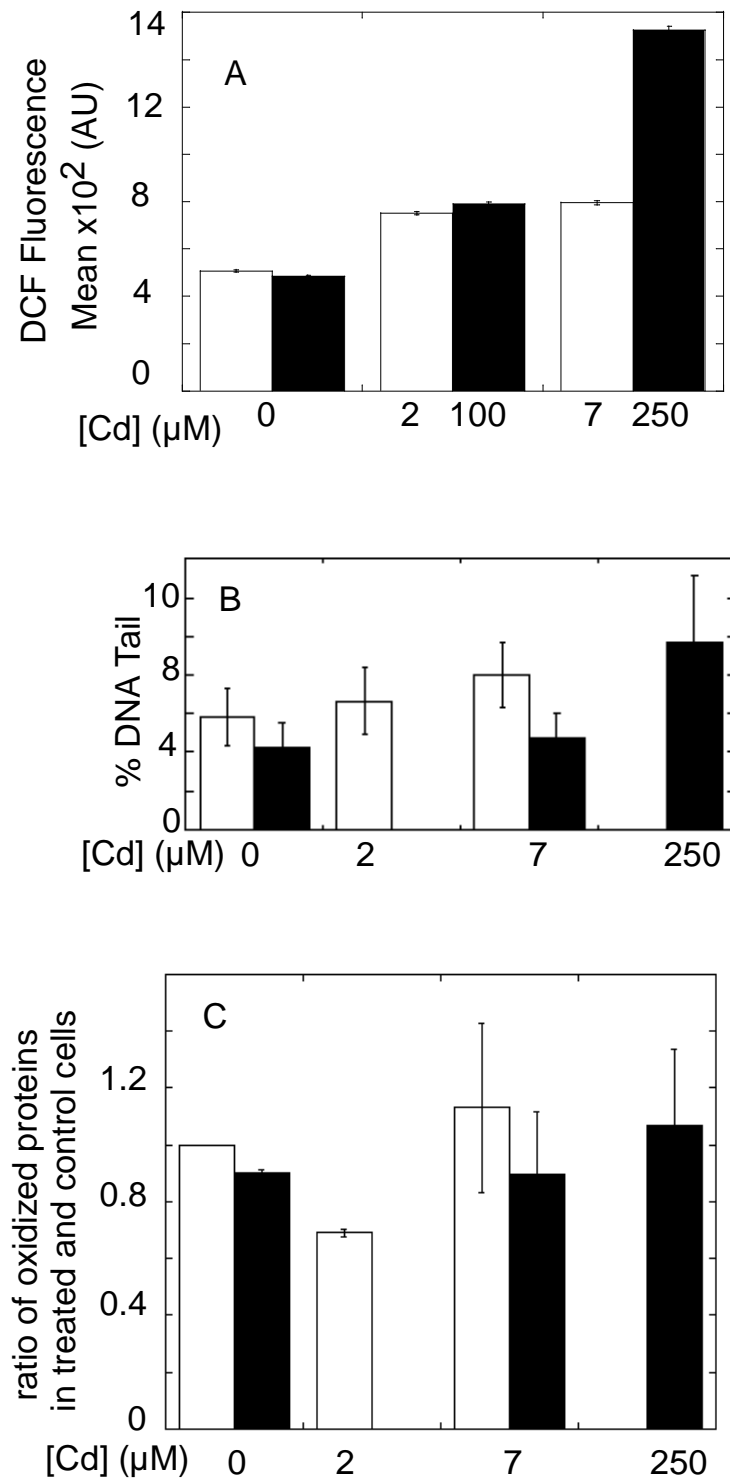 A
DCF Fluorescence
Mean x10² (AU)
14
12
8
4
0
[Cd] (µM)
0 2 100 7 250
B
% DNA Tail
10
8
4
0
[Cd] (µM) 0 2 7 250
C
ratio of oxidized proteins
in treated and control cells
1.2
0.8
0.4
0
[Cd] (µM) 0 2 7 250